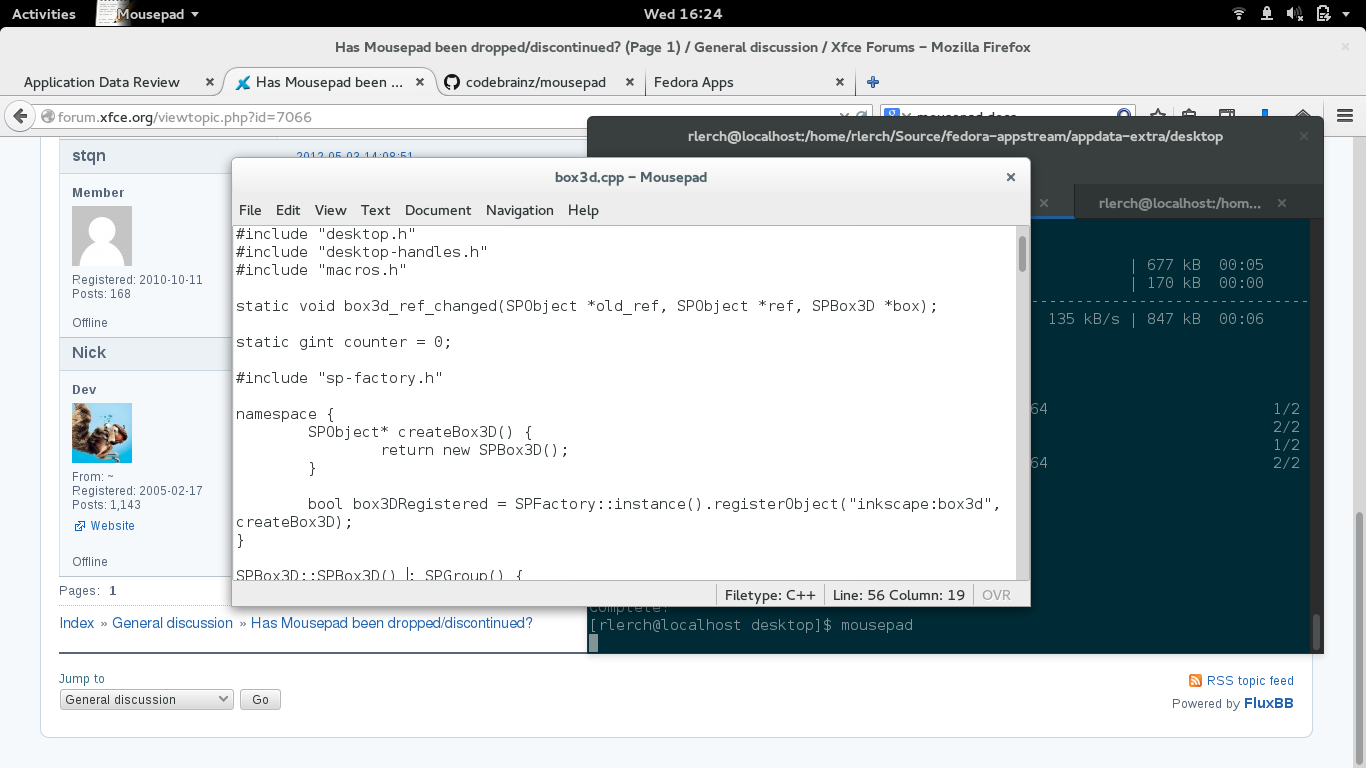 Activities Mousepad Wed 16:24
Has Mousepad been dropped/discontinued? (Page 1) / General discussion / Xfce Forums – Mozilla Firefox
Application Data Review Has Mousepad been ... codebrainz/mousepad Fedora Apps
forum.xfce.org/viewtopic.php?id=7066
stqn 2012-05-03 14:08:51
Member
Registered: 2010-10-11
Posts: 168
Offline
Nick
Dev
From: ~
Registered: 2005-02-17
Posts: 1,143
Website
Offline
Pages: 1
Index » General discussion » Has Mousepad been dropped/discontinued?
Jump to
General discussion Go
RSS topic feed
Powered by FluxBB
rlerch@localhost:/home/rlerch/Source/fedora-appstream/appdata-extra/desktop
rlerch@localhost:/hom...
| 677 kB 00:05
| 170 kB 00:00
135 kB/s | 847 kB 00:06
64 1/2
2/2
1/2
64 2/2
Complete!
[rlerch@localhost desktop]$ mousepad
box3d.cpp – Mousepad
File Edit View Text Document Navigation Help
#include "desktop.h"
#include "desktop-handles.h"
#include "macros.h"
static void box3d_ref_changed(SPObject *old_ref, SPObject *ref, SPBox3D *box);
static gint counter = 0;
#include "sp-factory.h"
namespace {
SPObject* createBox3D() {
return new SPBox3D();
}
bool box3DRegistered = SPFactory::instance().registerObject("inkscape:box3d",
createBox3D);
}
SPBox3D::SPBox3D() : SPGroup() {
Filetype: C++ Line: 56 Column: 19 OVR